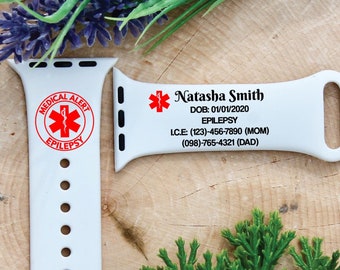 MEDICAL ALERT
EPILEPSY
Natasha Smith
DOB: 01/01/2020
EPILEPSY
I.C.E: (123)-456-7890 (MOM)
(098)-765-4321 (DAD)